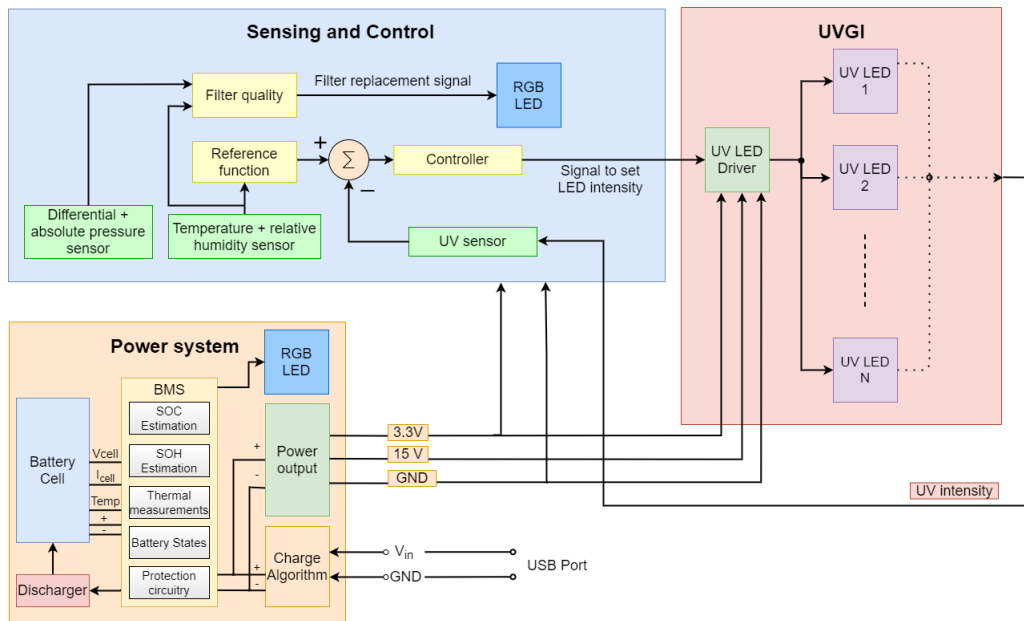 Sensing and Control
Filter quality
Filter replacement signal
RGB
LED
Reference
function
+
Σ
−
Controller
Signal to set
LED intensity
Differential +
absolute pressure
sensor
Temperature + relative
humidity sensor
UV sensor
UVGI
UV LED
Driver
UV LED
1
UV LED
2
UV LED
N
Power system
RGB
LED
BMS
SOC
Estimation
SOH
Estimation
Thermal
measurements
Battery States
Protection
circuitry
Battery
Cell
Vcell
Icell
Temp
+
-
Discharger
Power
output
+
-
Charge
Algorithm
+
-
3.3V
15 V
GND
Vin
GND
USB Port
UV intensity